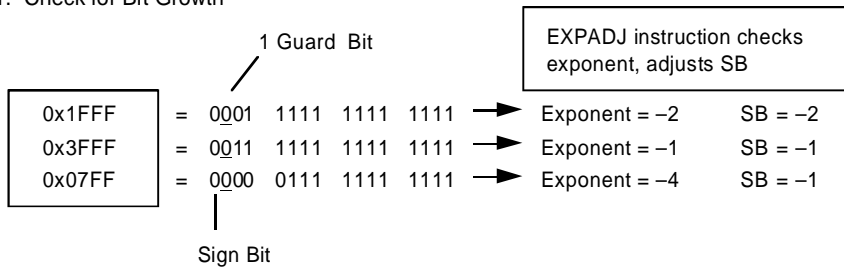 1. Check for Bit Growth
1 Guard Bit
EXPADJ instruction checks
exponent, adjusts SB
0x1FFF = 0001 1111 1111 1111 Exponent = –2 SB = –2
0x3FFF = 0011 1111 1111 1111 Exponent = –1 SB = –1
0x07FF = 0000 0111 1111 1111 Exponent = –4 SB = –1
Sign Bit